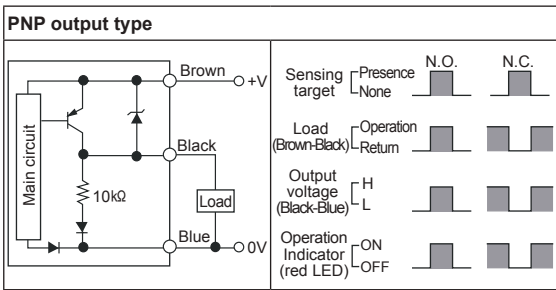 PNP output type
Main circuit
Brown
+V
Black
10kΩ
Load
Blue
0V
N.O.
N.C.
Sensing
target
Presence
None
Load
(Brown-Black)
Operation
Return
Output
voltage
(Black-Blue)
H
L
Operation
Indicator
(red LED)
ON
OFF